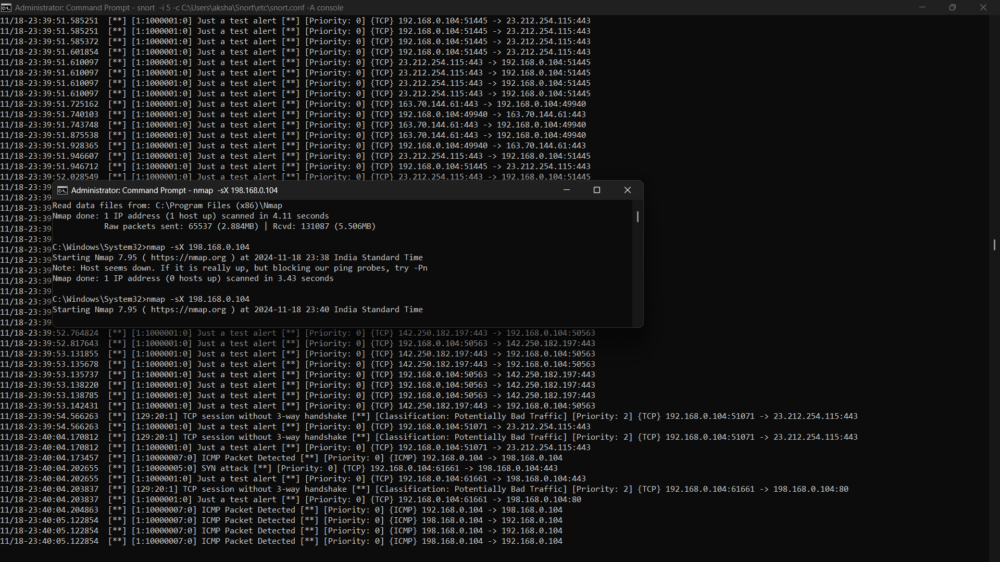 Administrator: Command Prompt - snort  -i 5 -c C:\Users\aksha\Snort\etc\snort.conf -A console
11/18-23:39:51.585251  [**] [1:1000001:0] Just a test alert [**] [Priority: 0] {TCP} 192.168.0.104:51445 -> 23.212.254.115:443
11/18-23:39:51.585251  [**] [1:1000001:0] Just a test alert [**] [Priority: 0] {TCP} 192.168.0.104:51445 -> 23.212.254.115:443
11/18-23:39:51.585372  [**] [1:1000001:0] Just a test alert [**] [Priority: 0] {TCP} 192.168.0.104:51445 -> 23.212.254.115:443
11/18-23:39:51.601854  [**] [1:1000001:0] Just a test alert [**] [Priority: 0] {TCP} 192.168.0.104:51445 -> 23.212.254.115:443
11/18-23:39:51.610097  [**] [1:1000001:0] Just a test alert [**] [Priority: 0] {TCP} 23.212.254.115:443 -> 192.168.0.104:51445
11/18-23:39:51.610097  [**] [1:1000001:0] Just a test alert [**] [Priority: 0] {TCP} 23.212.254.115:443 -> 192.168.0.104:51445
11/18-23:39:51.610097  [**] [1:1000001:0] Just a test alert [**] [Priority: 0] {TCP} 23.212.254.115:443 -> 192.168.0.104:51445
11/18-23:39:51.610097  [**] [1:1000001:0] Just a test alert [**] [Priority: 0] {TCP} 23.212.254.115:443 -> 192.168.0.104:51445
11/18-23:39:51.725162  [**] [1:1000001:0] Just a test alert [**] [Priority: 0] {TCP} 163.70.144.61:443 -> 192.168.0.104:49940
11/18-23:39:51.740103  [**] [1:1000001:0] Just a test alert [**] [Priority: 0] {TCP} 192.168.0.104:49940 -> 163.70.144.61:443
11/18-23:39:51.743748  [**] [1:1000001:0] Just a test alert [**] [Priority: 0] {TCP} 163.70.144.61:443 -> 192.168.0.104:49940
11/18-23:39:51.875538  [**] [1:1000001:0] Just a test alert [**] [Priority: 0] {TCP} 163.70.144.61:443 -> 192.168.0.104:49940
11/18-23:39:51.928365  [**] [1:1000001:0] Just a test alert [**] [Priority: 0] {TCP} 192.168.0.104:49940 -> 163.70.144.61:443
11/18-23:39:51.946607  [**] [1:1000001:0] Just a test alert [**] [Priority: 0] {TCP} 23.212.254.115:443 -> 192.168.0.104:51445
11/18-23:39:51.946712  [**] [1:1000001:0] Just a test alert [**] [Priority: 0] {TCP} 192.168.0.104:51445 -> 23.212.254.115:443
11/18-23:39:52.028549  [**] [1:1000001:0] Just a test alert [**] [Priority: 0] {TCP} 23.212.254.115:443 -> 192.168.0.104:51445
11/18-23:39
11/18-23:39
11/18-23:39
11/18-23:39
11/18-23:39
11/18-23:39
11/18-23:39
11/18-23:39
11/18-23:39
11/18-23:39
11/18-23:39
11/18-23:39
11/18-23:39
11/18-23:39
Administrator: Command Prompt - nmap  -sX 198.168.0.104
Read data files from: C:\Program Files (x86)\Nmap
Nmap done: 1 IP address (1 host up) scanned in 4.11 seconds
Raw packets sent: 65537 (2.884MB) | Rcvd: 131087 (5.506MB)
C:\Windows\System32>nmap -sX 198.168.0.104
Starting Nmap 7.95 ( https://nmap.org ) at 2024-11-18 23:38 India Standard Time
Note: Host seems down. If it is really up, but blocking our ping probes, try -Pn
Nmap done: 1 IP address (0 hosts up) scanned in 3.43 seconds
C:\Windows\System32>nmap -sX 198.168.0.104
Starting Nmap 7.95 ( https://nmap.org ) at 2024-11-18 23:40 India Standard Time
11/18-23:39:52.764824  [**] [1:1000001:0] Just a test alert [**] [Priority: 0] {TCP} 142.250.182.197:443 -> 192.168.0.104:50563
11/18-23:39:52.817643  [**] [1:1000001:0] Just a test alert [**] [Priority: 0] {TCP} 192.168.0.104:50563 -> 142.250.182.197:443
11/18-23:39:53.131855  [**] [1:1000001:0] Just a test alert [**] [Priority: 0] {TCP} 142.250.182.197:443 -> 192.168.0.104:50563
11/18-23:39:53.135678  [**] [1:1000001:0] Just a test alert [**] [Priority: 0] {TCP} 142.250.182.197:443 -> 192.168.0.104:50563
11/18-23:39:53.135737  [**] [1:1000001:0] Just a test alert [**] [Priority: 0] {TCP} 192.168.0.104:50563 -> 142.250.182.197:443
11/18-23:39:53.138220  [**] [1:1000001:0] Just a test alert [**] [Priority: 0] {TCP} 192.168.0.104:50563 -> 142.250.182.197:443
11/18-23:39:53.138785  [**] [1:1000001:0] Just a test alert [**] [Priority: 0] {TCP} 192.168.0.104:50563 -> 142.250.182.197:443
11/18-23:39:53.142431  [**] [1:1000001:0] Just a test alert [**] [Priority: 0] {TCP} 142.250.182.197:443 -> 192.168.0.104:50563
11/18-23:39:54.566263  [**] [129:20:1] TCP session without 3-way handshake [**] [Classification: Potentially Bad Traffic] [Priority: 2] {TCP} 192.168.0.104:51071 -> 23.212.254.115:443
11/18-23:39:54.566263  [**] [1:1000001:0] Just a test alert [**] [Priority: 0] {TCP} 192.168.0.104:51071 -> 23.212.254.115:443
11/18-23:40:04.170812  [**] [129:20:1] TCP session without 3-way handshake [**] [Classification: Potentially Bad Traffic] [Priority: 2] {TCP} 192.168.0.104:51071 -> 23.212.254.115:443
11/18-23:40:04.170812  [**] [1:1000001:0] Just a test alert [**] [Priority: 0] {TCP} 192.168.0.104:51071 -> 23.212.254.115:443
11/18-23:40:04.173457  [**] [1:10000007:0] ICMP Packet Detected [**] [Priority: 0] {ICMP} 192.168.0.104 -> 198.168.0.104
11/18-23:40:04.202655  [**] [1:10000005:0] SYN attack [**] [Priority: 0] {TCP} 192.168.0.104:61661 -> 198.168.0.104:443
11/18-23:40:04.202655  [**] [1:1000001:0] Just a test alert [**] [Priority: 0] {TCP} 192.168.0.104:61661 -> 198.168.0.104:443
11/18-23:40:04.203837  [**] [129:20:1] TCP session without 3-way handshake [**] [Classification: Potentially Bad Traffic] [Priority: 2] {TCP} 192.168.0.104:61661 -> 198.168.0.104:80
11/18-23:40:04.203837  [**] [1:1000001:0] Just a test alert [**] [Priority: 0] {TCP} 192.168.0.104:61661 -> 198.168.0.104:80
11/18-23:40:04.204863  [**] [1:10000007:0] ICMP Packet Detected [**] [Priority: 0] {ICMP} 192.168.0.104 -> 198.168.0.104
11/18-23:40:05.122854  [**] [1:10000007:0] ICMP Packet Detected [**] [Priority: 0] {ICMP} 198.168.0.104 -> 192.168.0.104
11/18-23:40:05.122854  [**] [1:10000007:0] ICMP Packet Detected [**] [Priority: 0] {ICMP} 198.168.0.104 -> 192.168.0.104
11/18-23:40:05.122854  [**] [1:10000007:0] ICMP Packet Detected [**] [Priority: 0] {ICMP} 198.168.0.104 -> 192.168.0.104